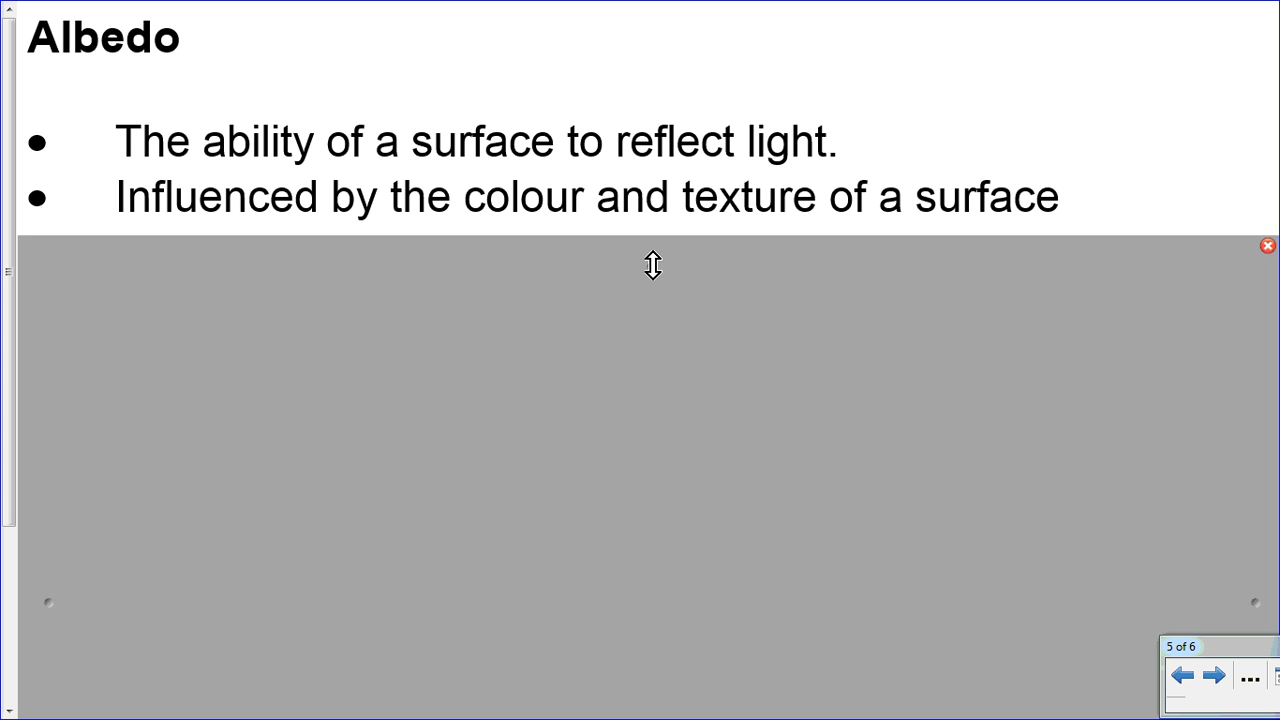 Albedo
● The ability of a surface to reflect light.
● Influenced by the colour and texture of a surface
5 of 6
...